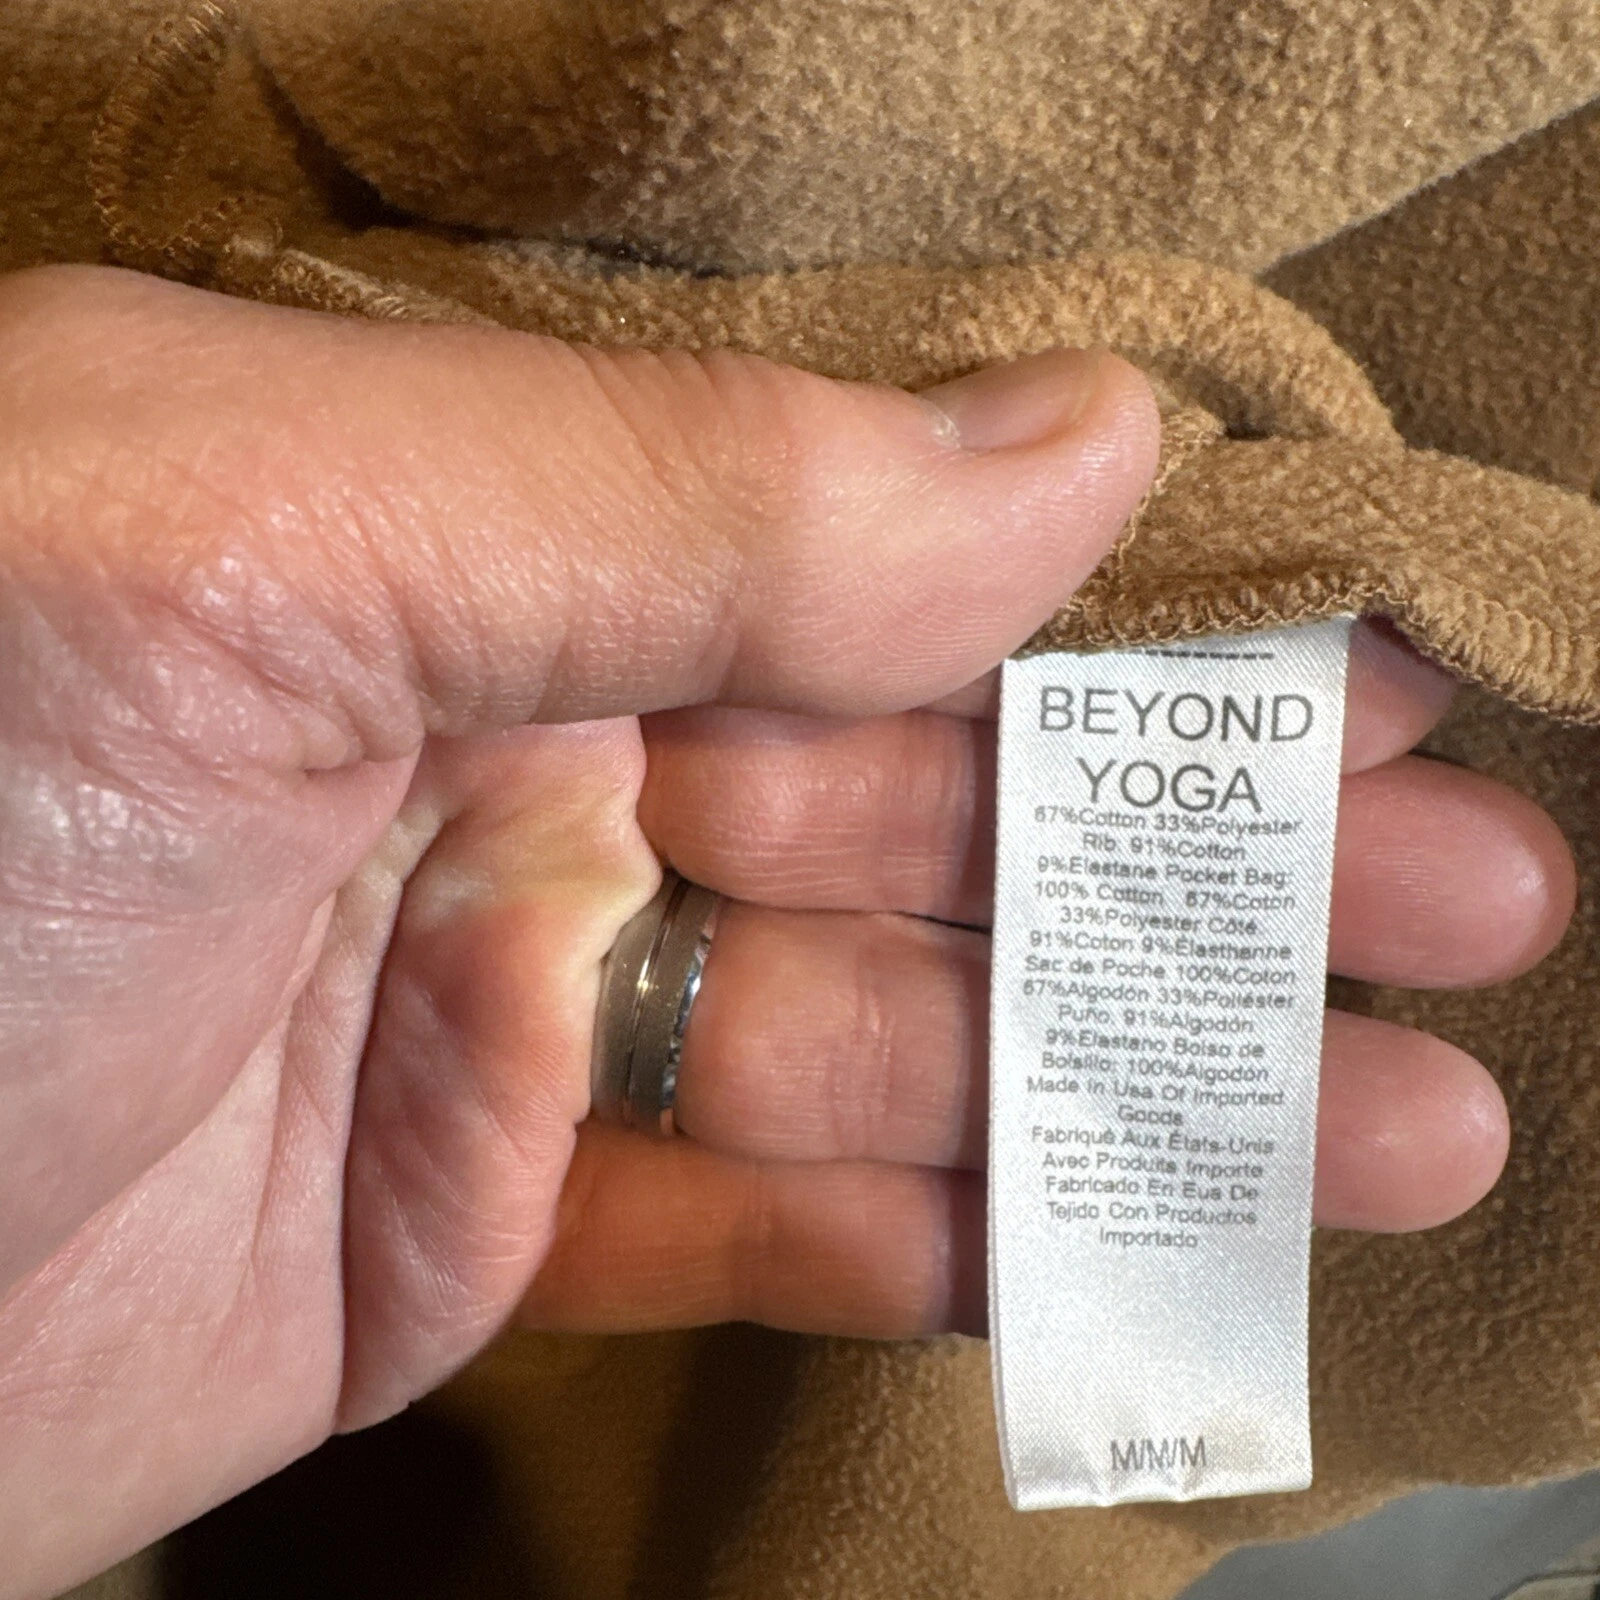 BEYOND
YOGA
67%Cotton 33%Polyester
Rib: 91%Cotton
9%Elastane Pocket Bag:
100% Cotton 67%Coton
33%Polyester Côté.
91%Coton 9%Élasthanne
Sac de Poche 100%Coton
67%Algodón 33%Poliéster
Puño. 91%Algodón
9%Elastano Bolso de
Bolsillo: 100%Algodón
Made In Usa Of Imported
Goods
Fabriqué Aux États-Unis
Avec Produits Importe
Fabricado En Eua De
Tejido Con Productos
Importado
M/M/M